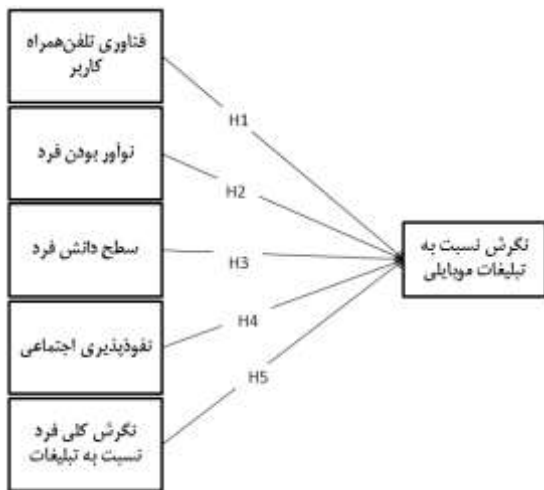 فناوری تلفن‌همراه
کاربر
H1
نوآور بودن فرد
H2
سطح دانش فرد
H3
نگرش نسبت به
تبلیغات موبایلی
نفوذپذیری اجتماعی
H4
H5
نگرش کلی فرد
نسبت به تبلیغات